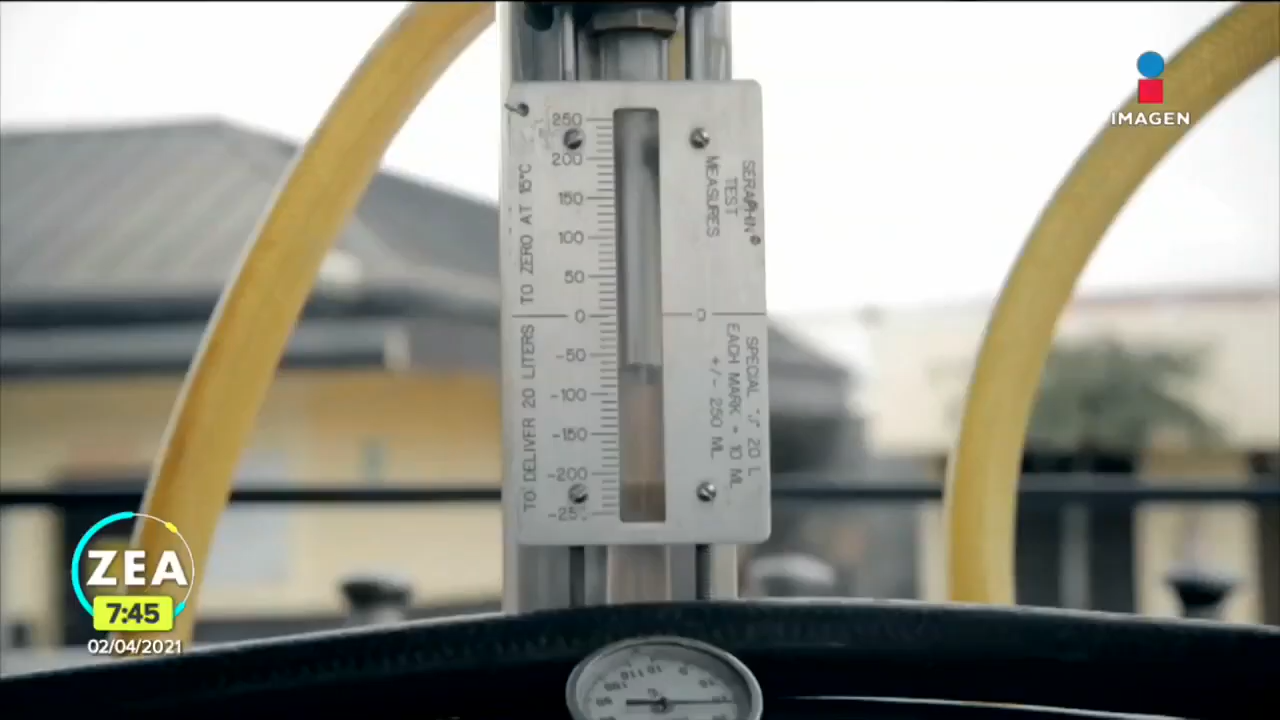 IMAGEN
250
200
150
100
50
0
-50
-100
-150
-200
0
TO DELIVER 20 LITERS TO ZERO AT 15°C
SERAPHIN®
TEST
MEASURES
SPECIAL 20 L
EACH MARK = 10 ML
+/- 250 ML
ZEA
7:45
02/04/2021